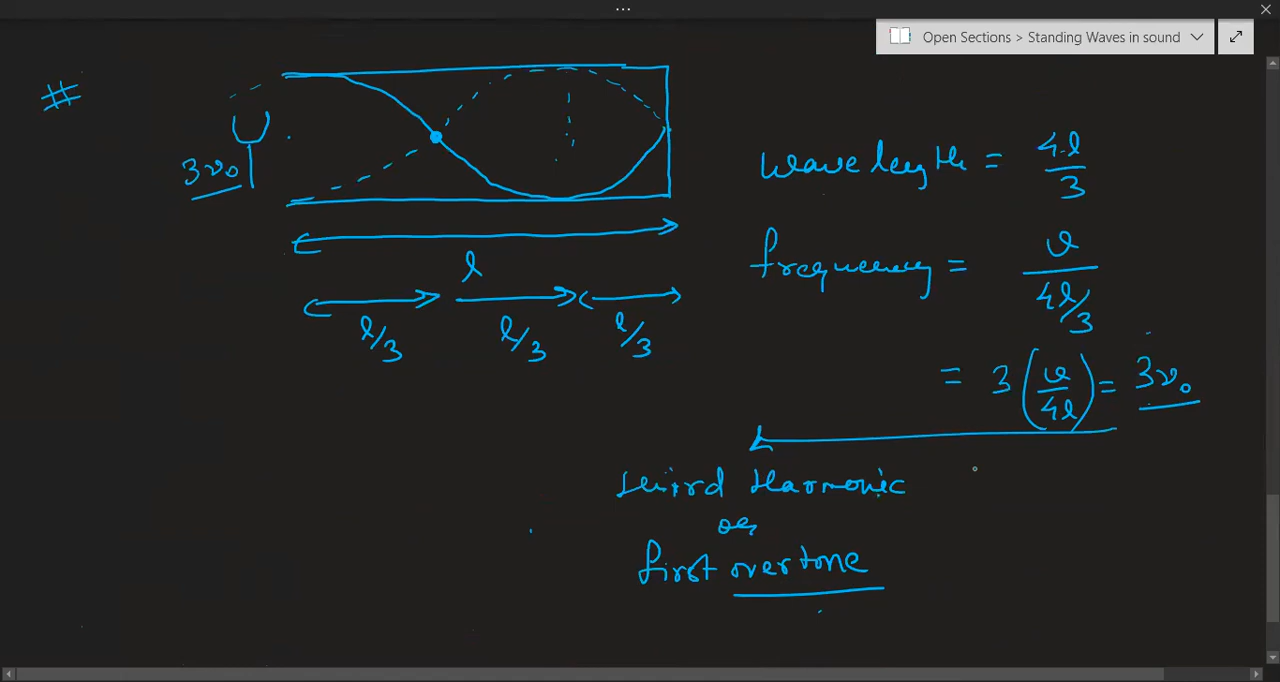 ...
Open Sections > Standing Waves in sound
#
3ν₀
l
l/3 l/3 l/3
wave length = 4l/3
frequency = v/(4l/3)
= 3(v/4l) = 3ν₀
third Harmonic
or
first overtone